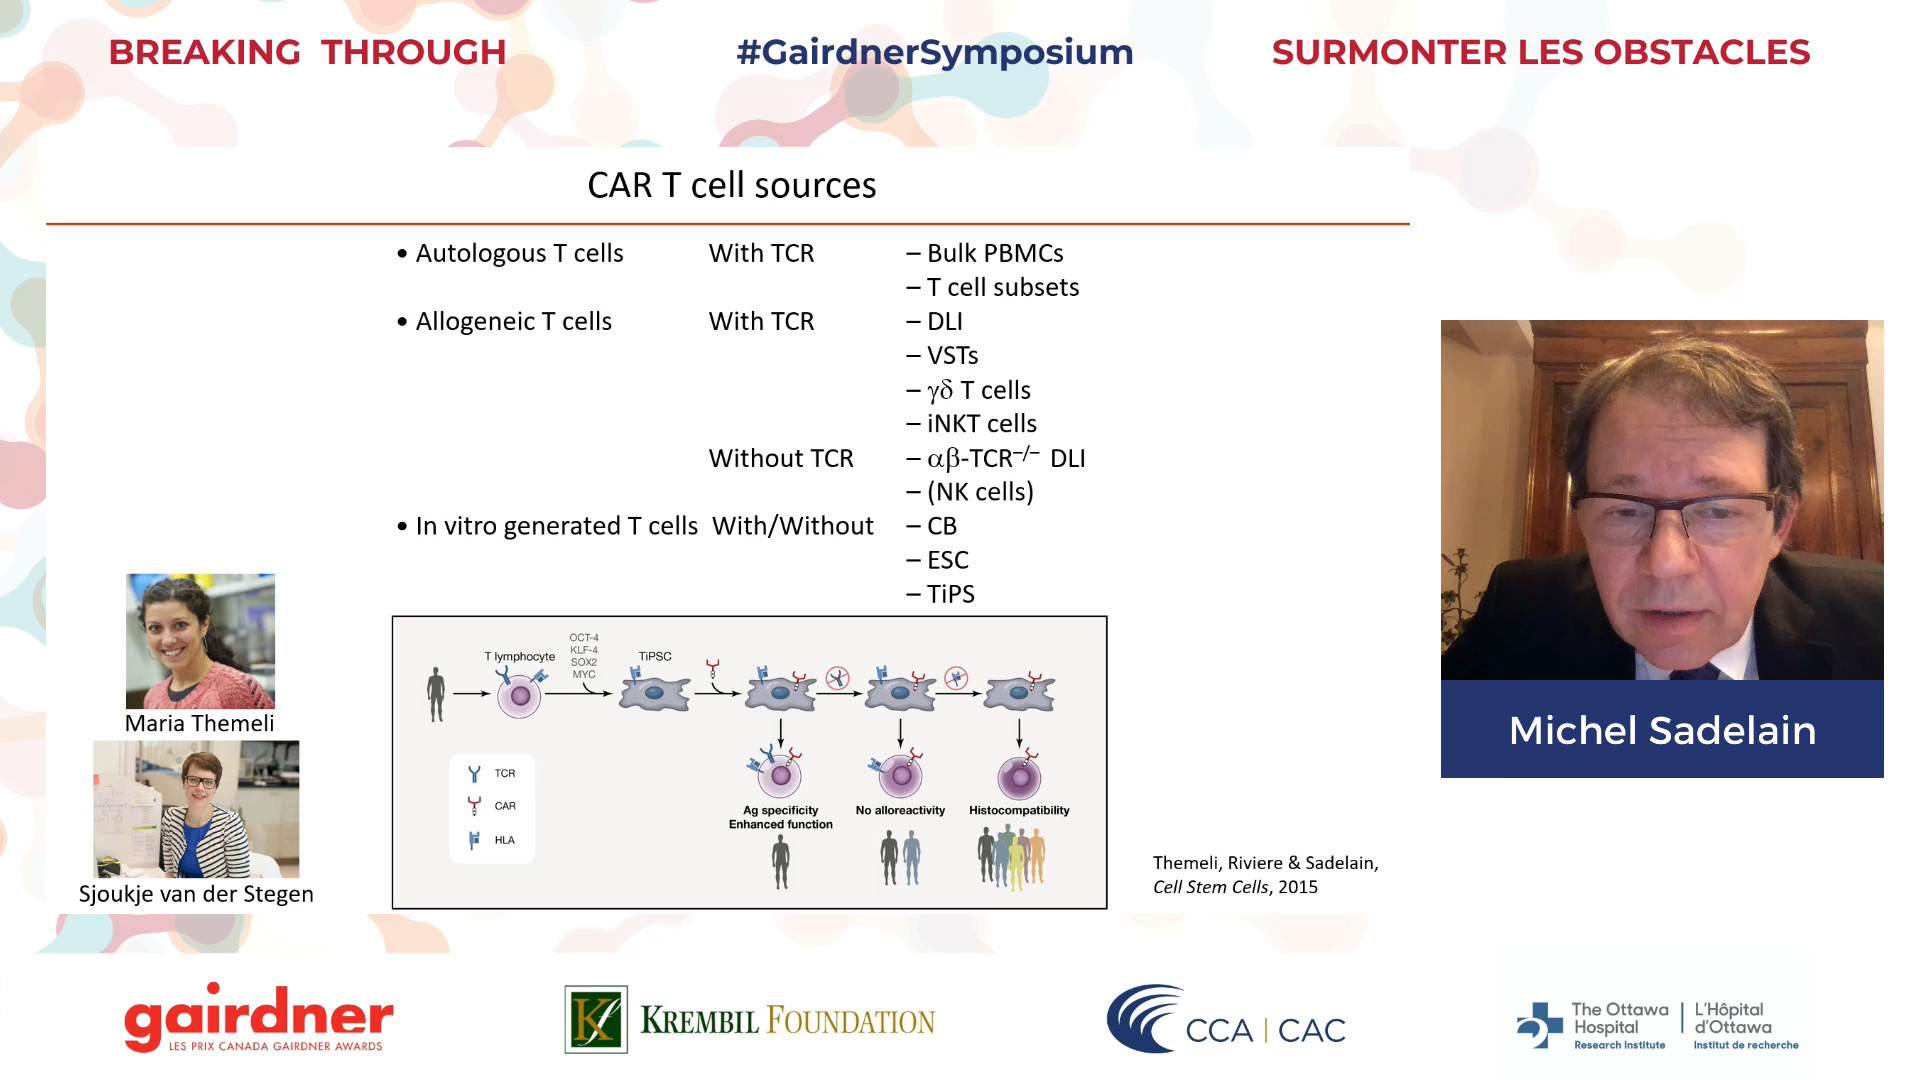 BREAKING THROUGH
#GairdnerSymposium
SURMONTER LES OBSTACLES
CAR T cell sources
• Autologous T cells With TCR – Bulk PBMCs
– T cell subsets
• Allogeneic T cells With TCR – DLI
– VSTs
– γδ T cells
– iNKT cells
Without TCR – αβ-TCR–/– DLI
– (NK cells)
• In vitro generated T cells With/Without – CB
– ESC
– TiPS
Maria Themeli
Sjoukje van der Stegen
T lymphocyte
OCT-4
KLF-4
SOX2
MYC
TiPSC
TCR
CAR
HLA
Ag specificity
Enhanced function
No alloreactivity
Histocompatibility
Themeli, Riviere & Sadelain,
Cell Stem Cells, 2015
Michel Sadelain
gairdner
LES PRIX CANADA GAIRDNER AWARDS
Kf
KREMBIL FOUNDATION
CCA | CAC
The Ottawa
Hospital
Research Institute
L'Hôpital
d'Ottawa
Institut de recherche